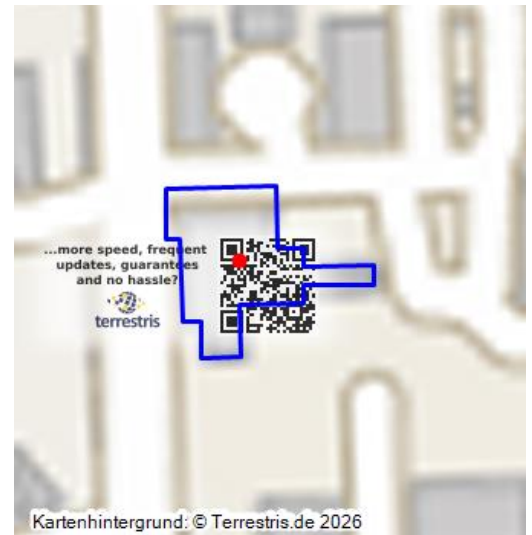 ...more speed, frequent
updates, guarantees
and no hassle?
terrestris
Kartenhintergrund: © Terrestris.de 2026